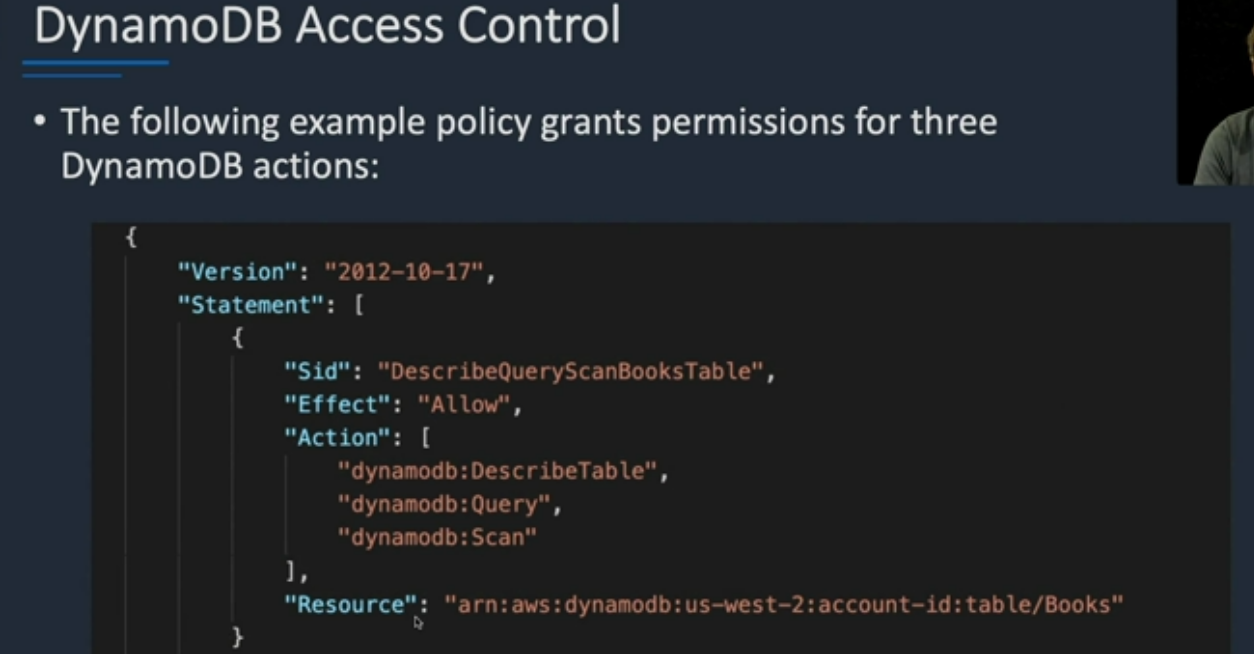 DynamoDB Access Control
• The following example policy grants permissions for three
DynamoDB actions:
{
"Version": "2012-10-17",
"Statement": [
{
"Sid": "DescribeQueryScanBooksTable",
"Effect": "Allow",
"Action": [
"dynamodb:DescribeTable",
"dynamodb:Query",
"dynamodb:Scan"
],
"Resource": "arn:aws:dynamodb:us-west-2:account-id:table/Books"
}